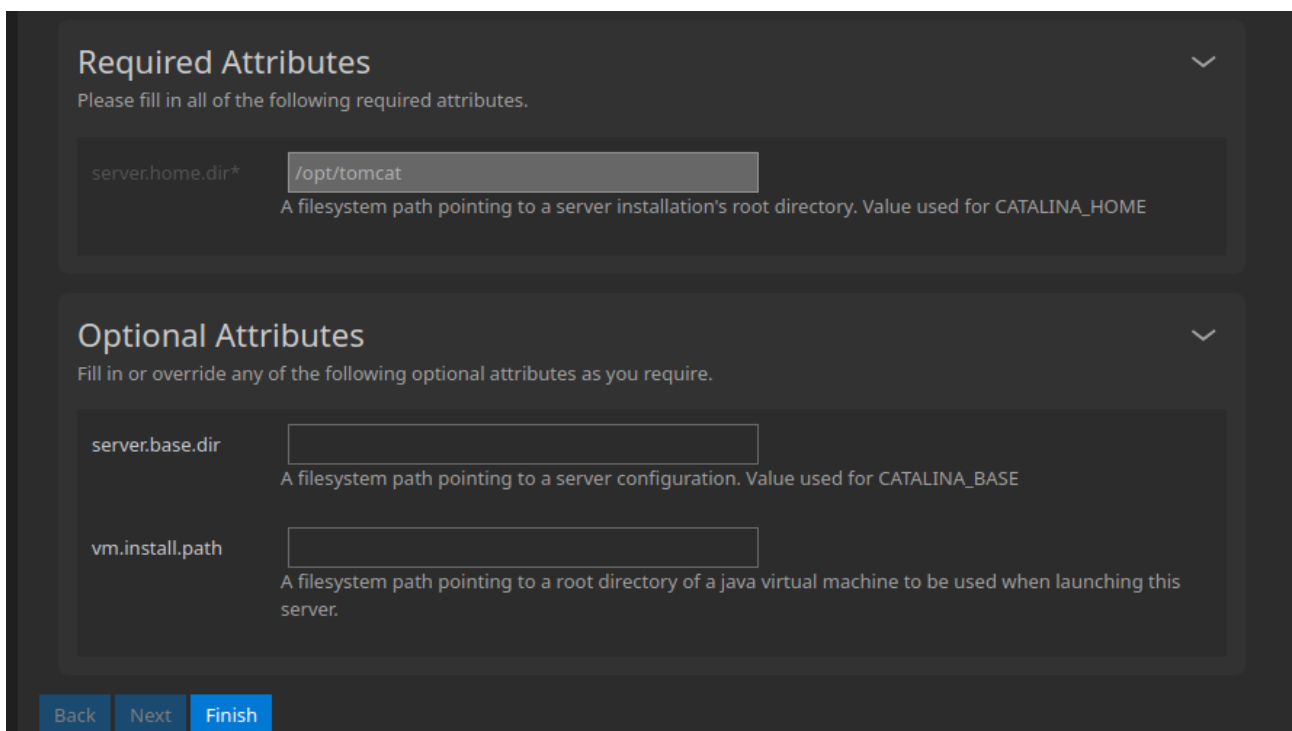 Required Attributes
Please fill in all of the following required attributes.
server.home.dir*
/opt/tomcat
A filesystem path pointing to a server installation's root directory. Value used for CATALINA_HOME
Optional Attributes
Fill in or override any of the following optional attributes as you require.
server.base.dir
A filesystem path pointing to a server configuration. Value used for CATALINA_BASE
vm.install.path
A filesystem path pointing to a root directory of a java virtual machine to be used when launching this
server.
Back Next Finish